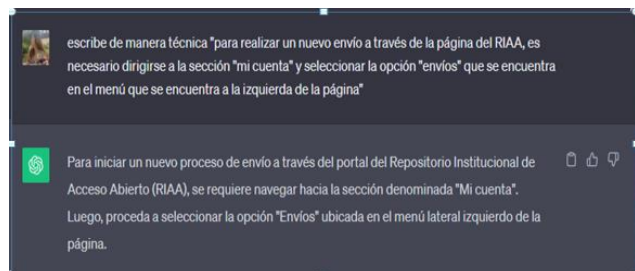 escribe de manera técnica "para realizar un nuevo envío a través de la página del RIAA, es
necesario dirigirse a la sección "mi cuenta" y seleccionar la opción "envíos" que se encuentra
en el menú que se encuentra a la izquierda de la página"
Para iniciar un nuevo proceso de envío a través del portal del Repositorio Institucional de
Acceso Abierto (RIAA), se requiere navegar hacia la sección denominada "Mi cuenta".
Luego, proceda a seleccionar la opción "Envíos" ubicada en el menú lateral izquierdo de la
página.